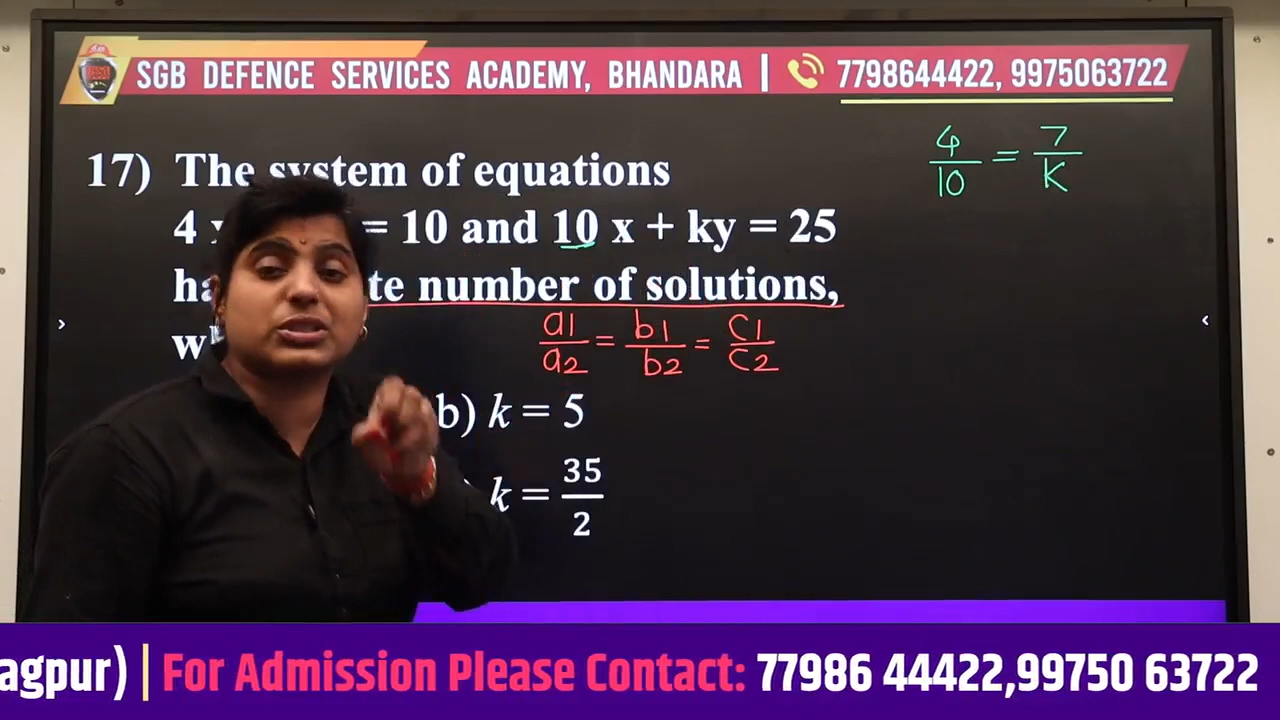 SGB DEFENCE SERVICES ACADEMY, BHANDARA | 7798644422, 9975063722
17) The system of equations
4 = 10 and 10 x + ky = 25
number of solutions,
a1/a2 = b1/b2 = c1/c2
b) k = 5
k = 35/2
4/10 = 7/K
agpur) | For Admission Please Contact: 77986 44422,99750 63722